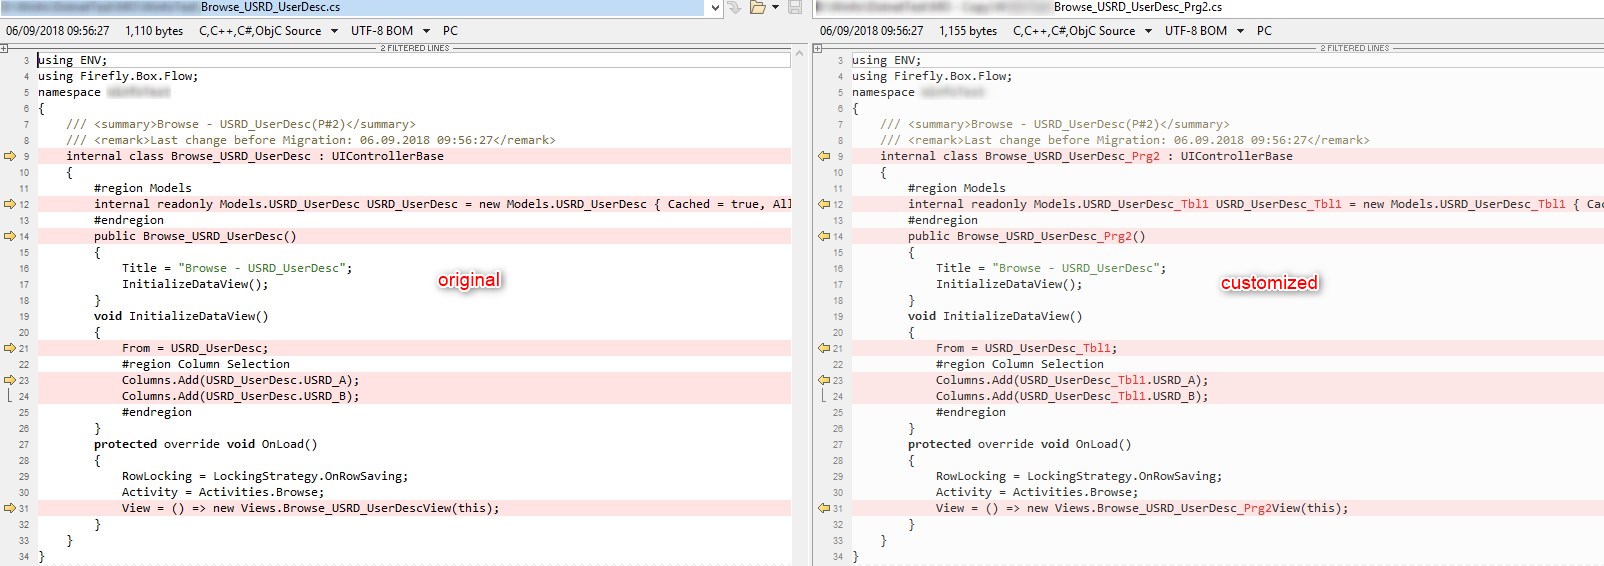 Browse_USRD_UserDesc.cs
06/09/2018 09:56:27 1,110 bytes C,C++,C#,ObjC Source UTF-8 BOM PC
2 FILTERED LINES
3 using ENV;
4 using Firefly.Box.Flow;
5 namespace
6 {
7 /// <summary>Browse - USRD_UserDesc(P#2)</summary>
8 /// <remark>Last change before Migration: 06.09.2018 09:56:27</remark>
9 internal class Browse_USRD_UserDesc : UIControllerBase
10 {
11 #region Models
12 internal readonly Models.USRD_UserDesc USRD_UserDesc = new Models.USRD_UserDesc { Cached = true, All
13 #endregion
14 public Browse_USRD_UserDesc()
15 {
16 Title = "Browse - USRD_UserDesc";
17 InitializeDataView();
18 }
19 void InitializeDataView()
20 {
21 From = USRD_UserDesc;
22 #region Column Selection
23 Columns.Add(USRD_UserDesc.USRD_A);
24 Columns.Add(USRD_UserDesc.USRD_B);
25 #endregion
26 }
27 protected override void OnLoad()
28 {
29 RowLocking = LockingStrategy.OnRowSaving;
30 Activity = Activities.Browse;
31 View = () => new Views.Browse_USRD_UserDescView(this);
32 }
33 }
34 }
original
Browse_USRD_UserDesc_Prg2.cs
06/09/2018 09:56:27 1,155 bytes C,C++,C#,ObjC Source UTF-8 BOM PC
2 FILTERED LINES
3 using ENV;
4 using Firefly.Box.Flow;
5 namespace
6 {
7 /// <summary>Browse - USRD_UserDesc(P#2)</summary>
8 /// <remark>Last change before Migration: 06.09.2018 09:56:27</remark>
9 internal class Browse_USRD_UserDesc_Prg2 : UIControllerBase
10 {
11 #region Models
12 internal readonly Models.USRD_UserDesc_Tbl1 USRD_UserDesc_Tbl1 = new Models.USRD_UserDesc_Tbl1 { Cac
13 #endregion
14 public Browse_USRD_UserDesc_Prg2()
15 {
16 Title = "Browse - USRD_UserDesc";
17 InitializeDataView();
18 }
19 void InitializeDataView()
20 {
21 From = USRD_UserDesc_Tbl1;
22 #region Column Selection
23 Columns.Add(USRD_UserDesc_Tbl1.USRD_A);
24 Columns.Add(USRD_UserDesc_Tbl1.USRD_B);
25 #endregion
26 }
27 protected override void OnLoad()
28 {
29 RowLocking = LockingStrategy.OnRowSaving;
30 Activity = Activities.Browse;
31 View = () => new Views.Browse_USRD_UserDesc_Prg2View(this);
32 }
33 }
34 }
customized